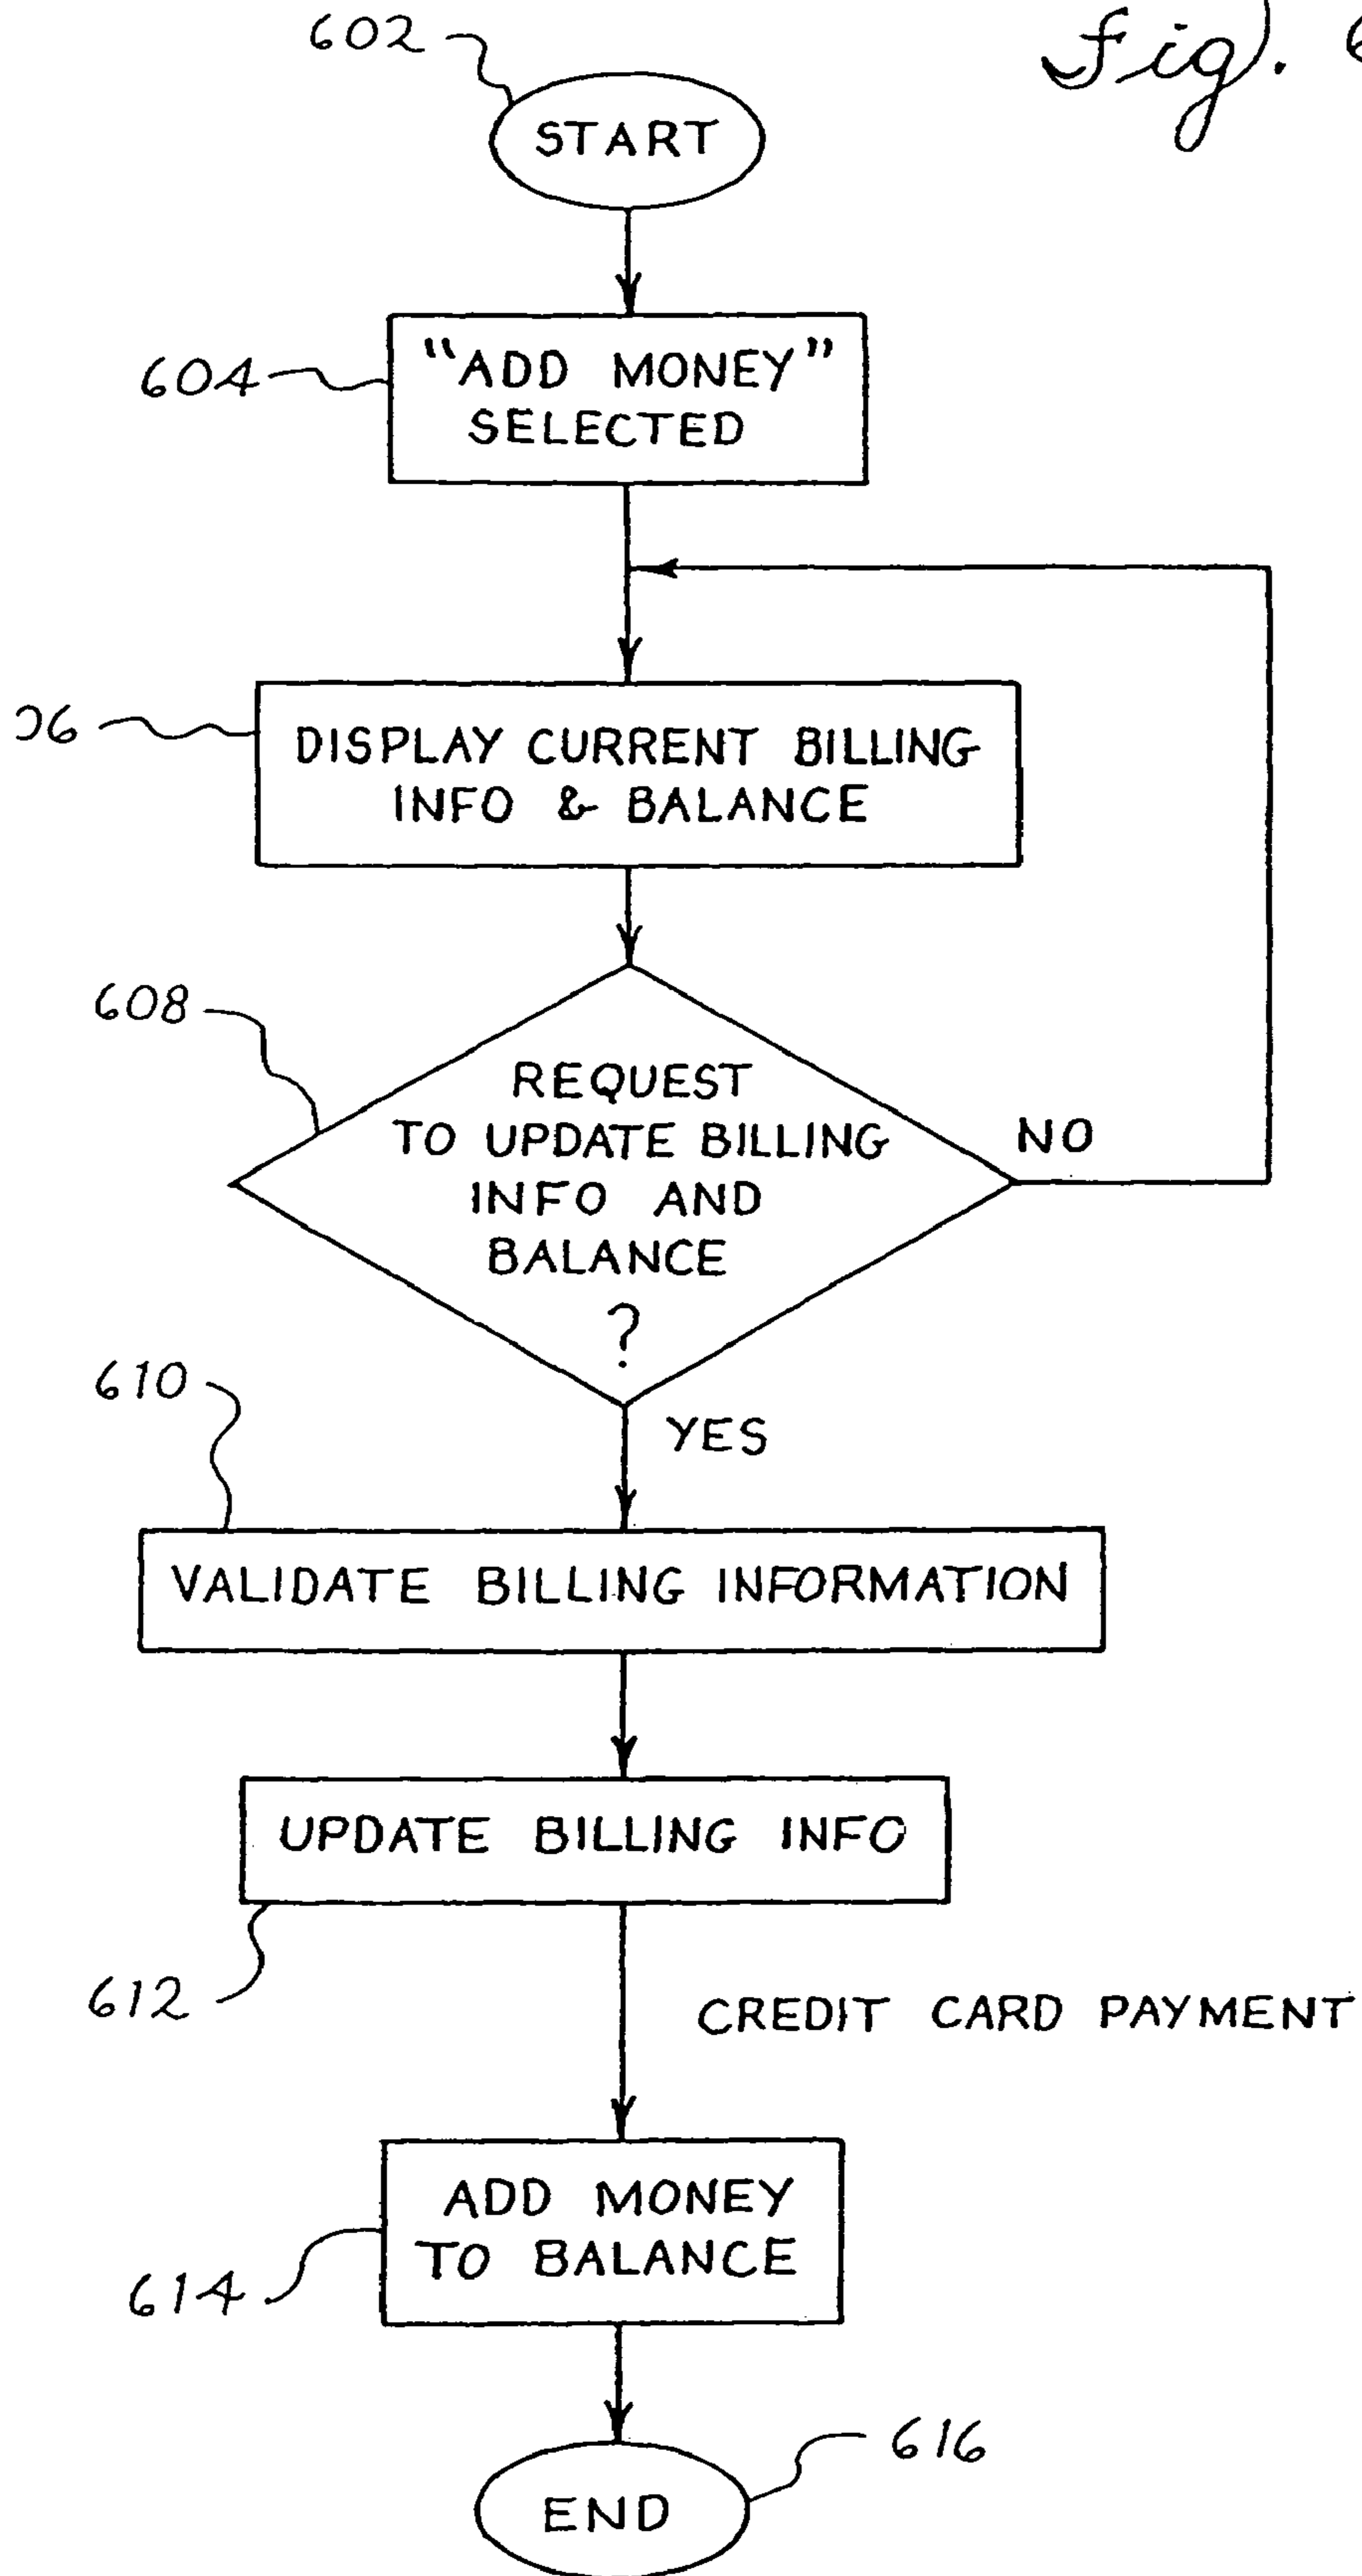 602
Fig. 6
START
604
"ADD MONEY"
SELECTED
06
DISPLAY CURRENT BILLING
INFO & BALANCE
608
REQUEST
TO UPDATE BILLING
INFO AND
BALANCE
?
NO
YES
610
VALIDATE BILLING INFORMATION
UPDATE BILLING INFO
612
CREDIT CARD PAYMENT
ADD MONEY
TO BALANCE
614
616
END